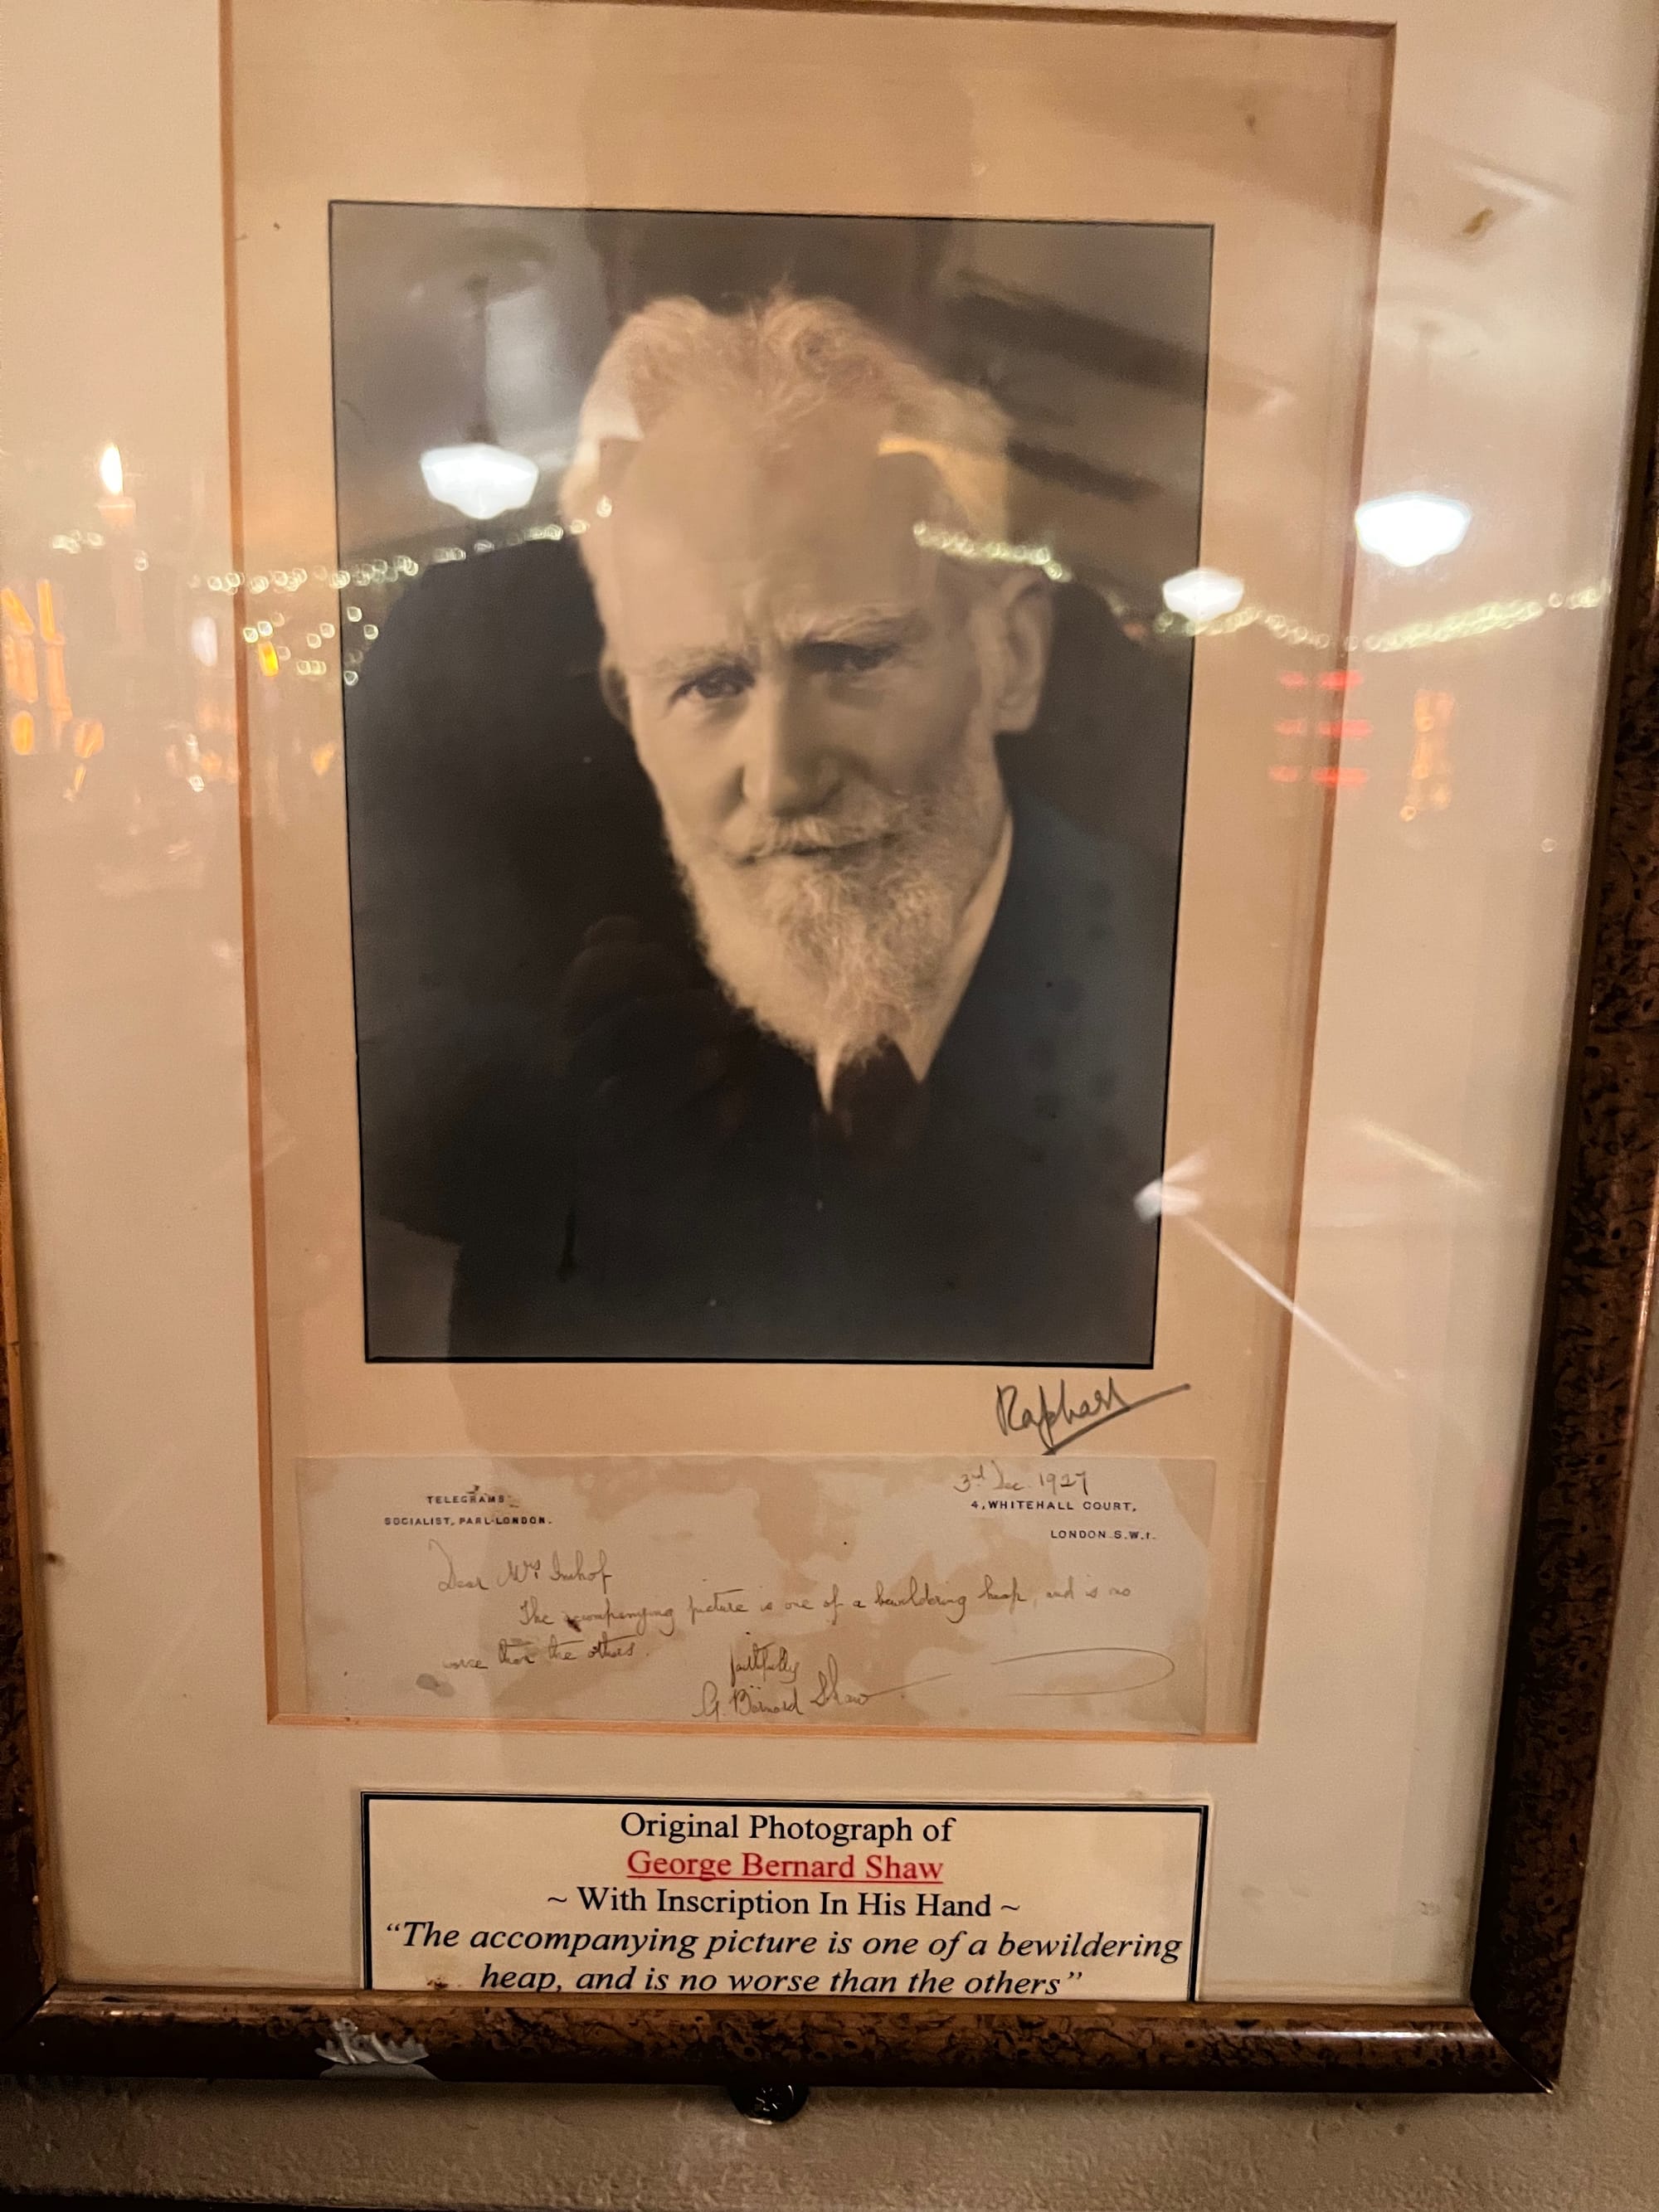 Raphael
3rd Dec. 1927
TELEGRAMS
SOCIALIST, PARL-LONDON.
4, WHITEHALL COURT,
LONDON S.W.1.
Dear Mrs Imhof
The accompanying picture is one of a bewildering heap, and is no
worse than the others.
faithfully
G. Bernard Shaw
Original Photograph of
George Bernard Shaw
~ With Inscription In His Hand ~
“The accompanying picture is one of a bewildering
heap, and is no worse than the others”